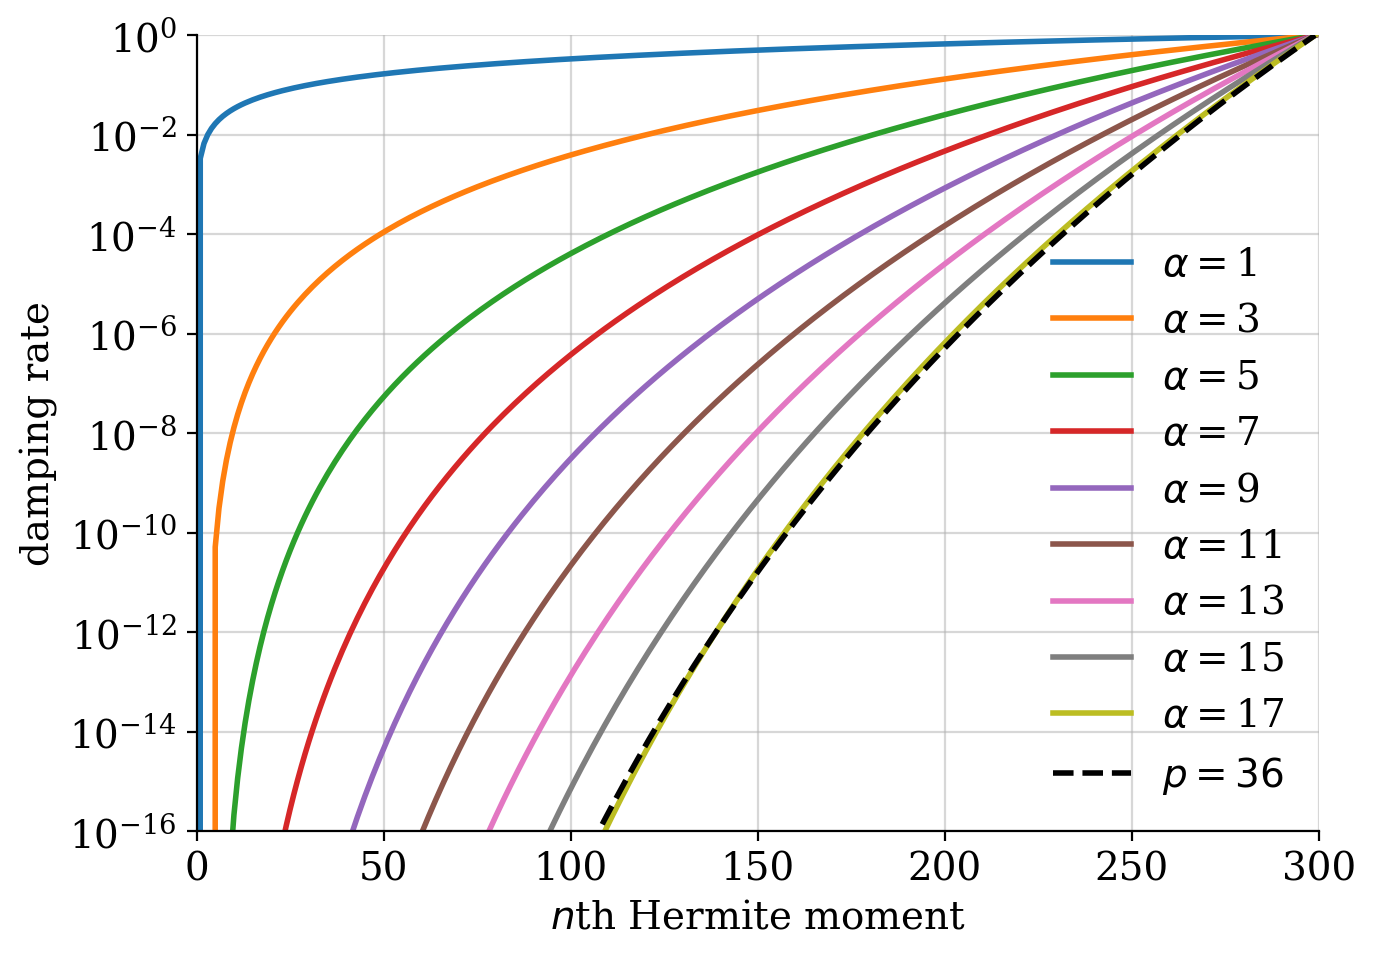 10⁰
10⁻²
10⁻⁴
10⁻⁶
10⁻⁸
10⁻¹⁰
10⁻¹²
10⁻¹⁴
10⁻¹⁶
damping rate
0 50 100 150 200 250 300
nth Hermite moment
α = 1
α = 3
α = 5
α = 7
α = 9
α = 11
α = 13
α = 15
α = 17
p = 36